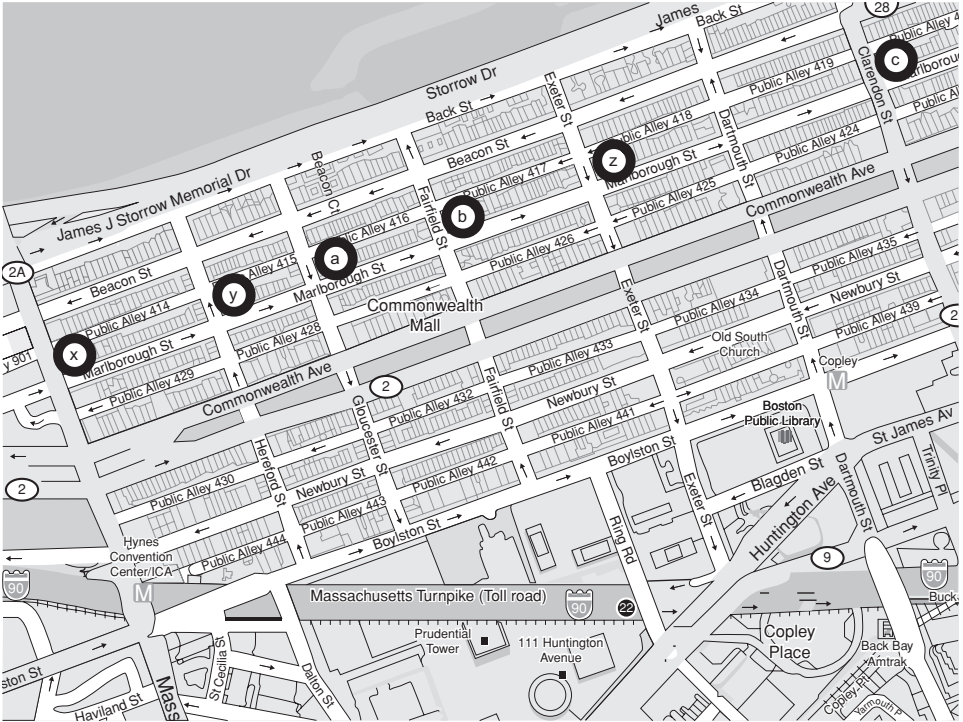 James
Back St
28
Public Alley 4
c
Marlborou
Clarendon St
Public A
Storrow Dr
Back St
Exeter St
Public Alley 419
Public Alley 418
Dartmouth St
Public Alley 424
Beacon St
z
Marlborough St
Public Alley 417
Public Alley 425
Commonwealth Ave
Beacon Ct
James J Storrow Memorial Dr
Fairfield St
b
Public Alley 426
Public Alley 435
2A
Beacon St
Alley 416
a
Alley 415
y
Marlborough St
Commonwealth
Mall
Exeter St
Dartmouth St
Newbury St
Public Alley 414
Public Alley 428
Public Alley 434
Public Alley 439
2
y 901
x
Marlborough St
Public Alley 429
Commonwealth Ave
2
Public Alley 433
Old South
Church
Copley
M
Public Alley 432
Fairfield St
Newbury St
Gloucester St
Public Alley 441
Boston
Public Library
St James Av
Hereford St
Public Alley 442
Boylston St
Blagden St
Trinity Pl
2
Public Alley 430
Newbury St
Public Alley 443
Exeter St
Dartmouth St
Huntington Ave
Boylston St
Ring Rd
Hynes
Convention
Center/ICA
M
Public Alley 444
9
90
Massachusetts Turnpike (Toll road)
90
22
90
Buck
Prudential
Tower
111 Huntington
Avenue
Copley
Place
Back Bay
Amtrak
ston St
Haviland St
Mass
St Cecilia St
Dalton St
Copley Pl
Yarmouth P